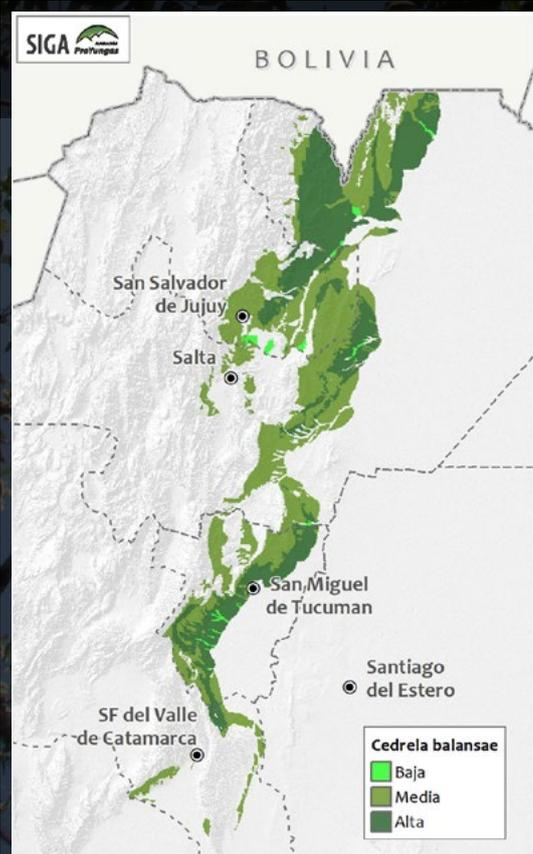 SIGA
FUNDACIÓN
ProYungas
BOLIVIA
San Salvador
de Jujuy
Salta
San Miguel
de Tucuman
Santiago
del Estero
SF del Valle
de Catamarca
Cedrela balansae
Baja
Media
Alta